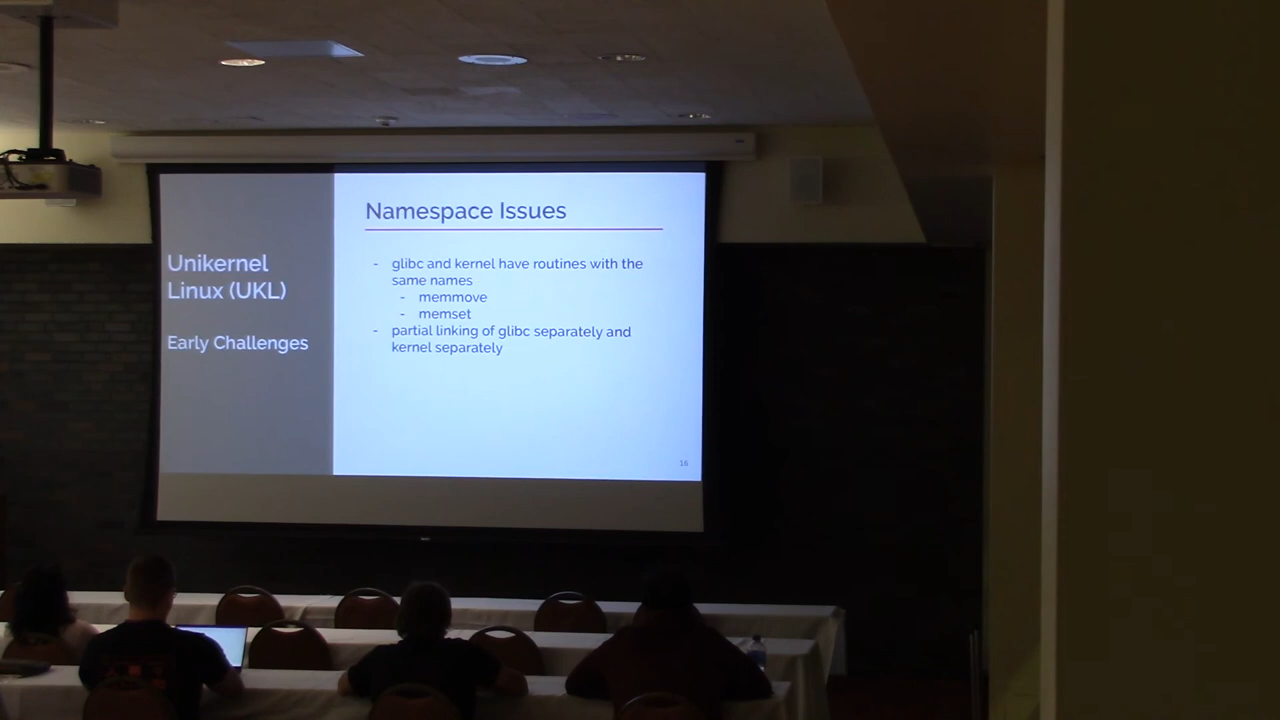 Unikernel
Linux (UKL)
Early Challenges
Namespace Issues
- glibc and kernel have routines with the
same names
- memmove
- memset
- partial linking of glibc separately and
kernel separately
16